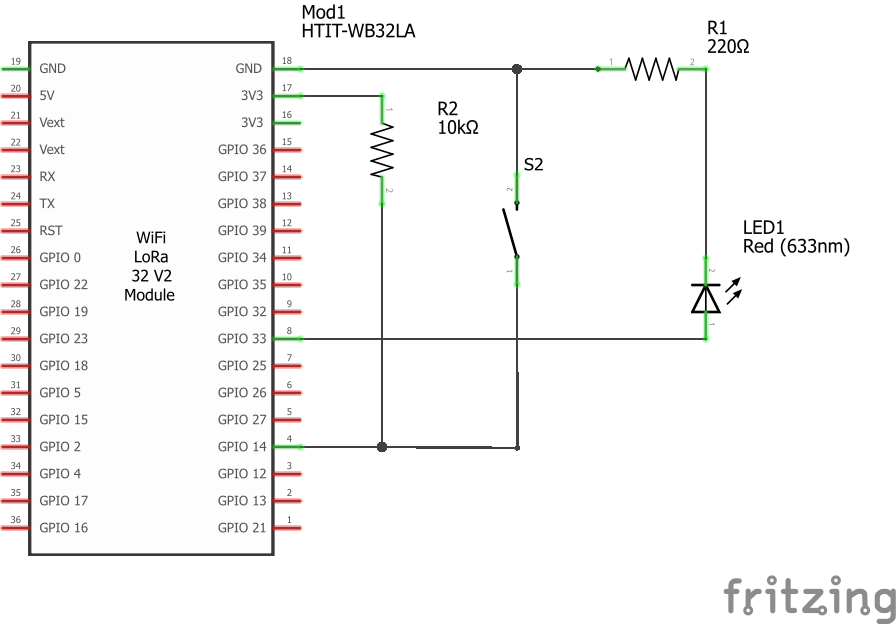 Mod1
HTIT-WB32LA
R1
220Ω
19 GND GND 18
20 5V 3V3 17
21 Vext 3V3 16
22 Vext GPIO 36 15
23 RX GPIO 37 14
24 TX GPIO 38 13
25 RST GPIO 39 12
26 GPIO 0 GPIO 34 11
27 GPIO 22 GPIO 35 10
28 GPIO 19 GPIO 32 9
29 GPIO 23 GPIO 33 8
30 GPIO 18 GPIO 25 7
31 GPIO 5 GPIO 26 6
32 GPIO 15 GPIO 27 5
33 GPIO 2 GPIO 14 4
34 GPIO 4 GPIO 12 3
35 GPIO 17 GPIO 13 2
36 GPIO 16 GPIO 21 1
WiFi
LoRa
32 V2
Module
1 2
R2
10kΩ
1
2
S2
2
1
LED1
Red (633nm)
2
1
fritzing